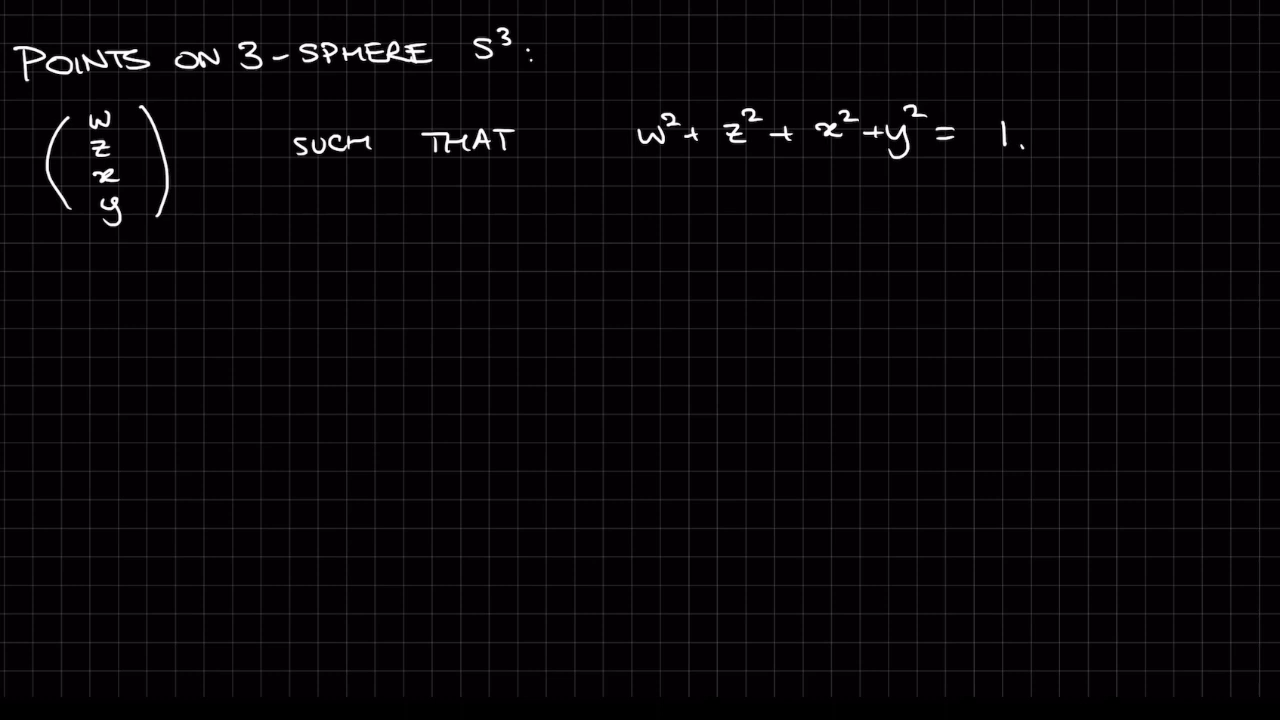 POINTS ON 3-SPHERE S³:
(w z x y) SUCH THAT w² + z² + x² + y² = 1.